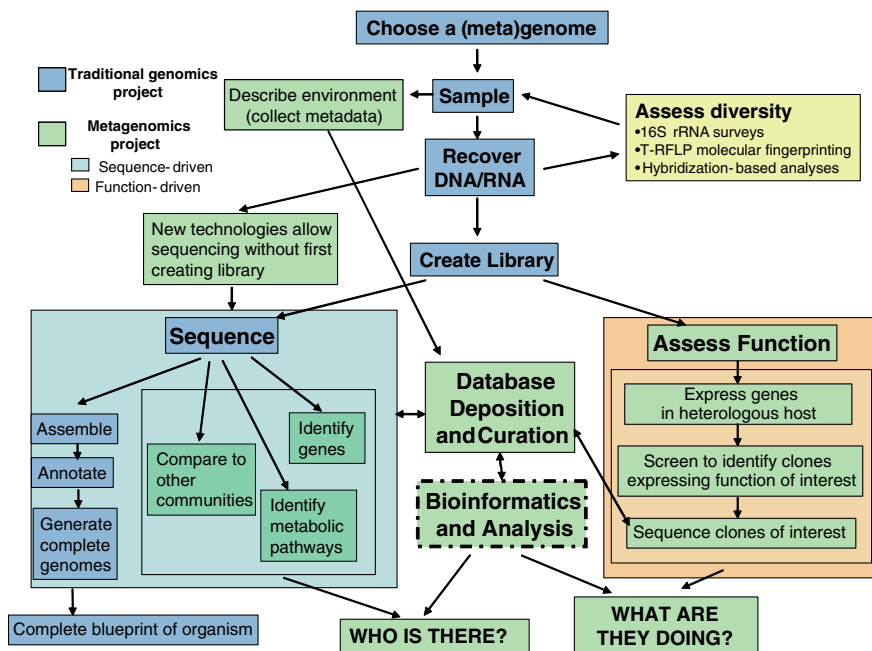 Choose a (meta)genome
Traditional genomics
project
Metagenomics
project
Sequence- driven
Function- driven
Describe environment
(collect metadata)
Sample
Assess diversity
•16S rRNA surveys
•T-RFLP molecular fingerprinting
•Hybridization- based analyses
Recover
DNA/RNA
New technologies allow
sequencing without first
creating library
Create Library
Sequence
Assess Function
Database
Deposition
and Curation
Express genes
in heterologous host
Assemble
Identify
genes
Annotate
Compare to
other
communities
Screen to identify clones
expressing function of interest
Bioinformatics
and Analysis
Identify
metabolic
pathways
Generate
complete
genomes
Sequence clones of interest
Complete blueprint of organism
WHO IS THERE?
WHAT ARE
THEY DOING?